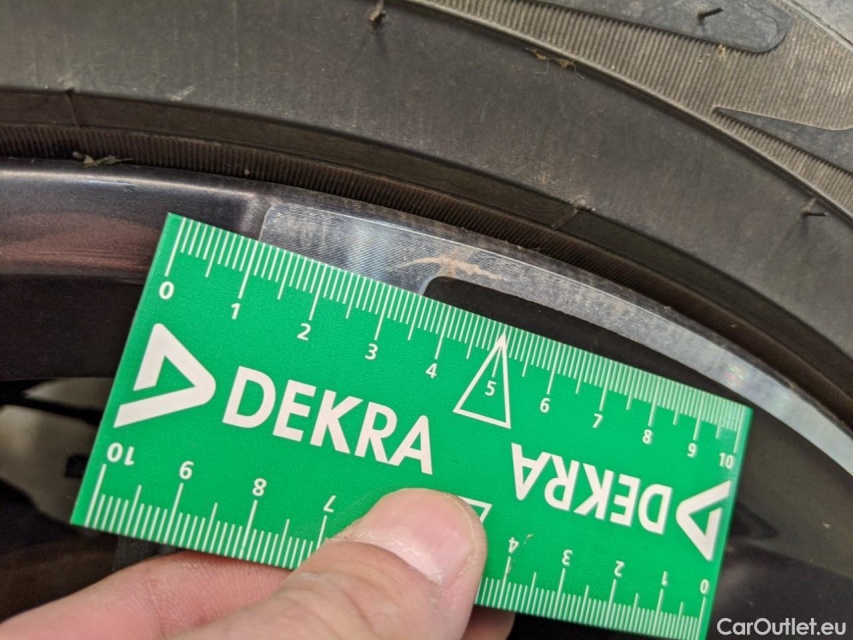 0 1 2 3 4 5 6 7 8 9 10
DEKRA
DEKRA
10 9 8 7 4 3 2 1 0
CarOutlet.eu